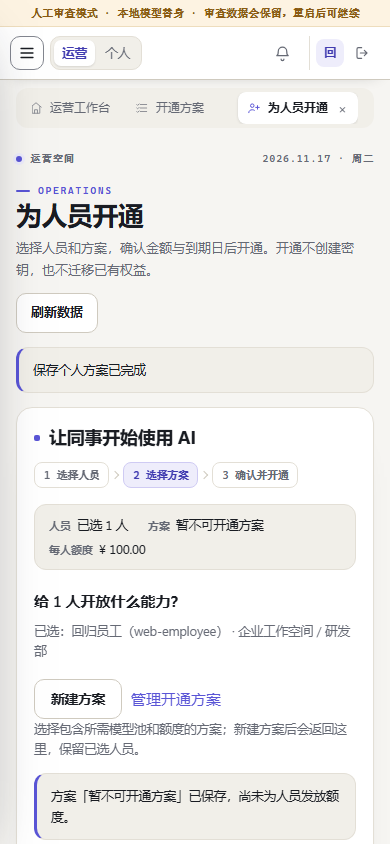 人工审查模式 · 本地模型替身 · 审查数据会保留，重启后可继续
运营 个人 回
运营工作台 开通方案 为人员开通 ×
运营空间 2026.11.17 · 周二
OPERATIONS
为人员开通
选择人员和方案，确认金额与到期日后开通。开通不创建密
钥，也不迁移已有权益。
刷新数据
保存个人方案已完成
让同事开始使用 AI
1 选择人员 2 选择方案 3 确认并开通
人员 已选 1 人 方案 暂不可开通方案
每人额度 ¥ 100.00
给 1 人开放什么能力？
已选：回归员工（web-employee） · 企业工作空间 / 研发
部
新建方案 管理开通方案
选择包含所需模型池和额度的方案；新建方案后会返回这
里，保留已选人员。
方案「暂不可开通方案」已保存，尚未为人员发放额
度。